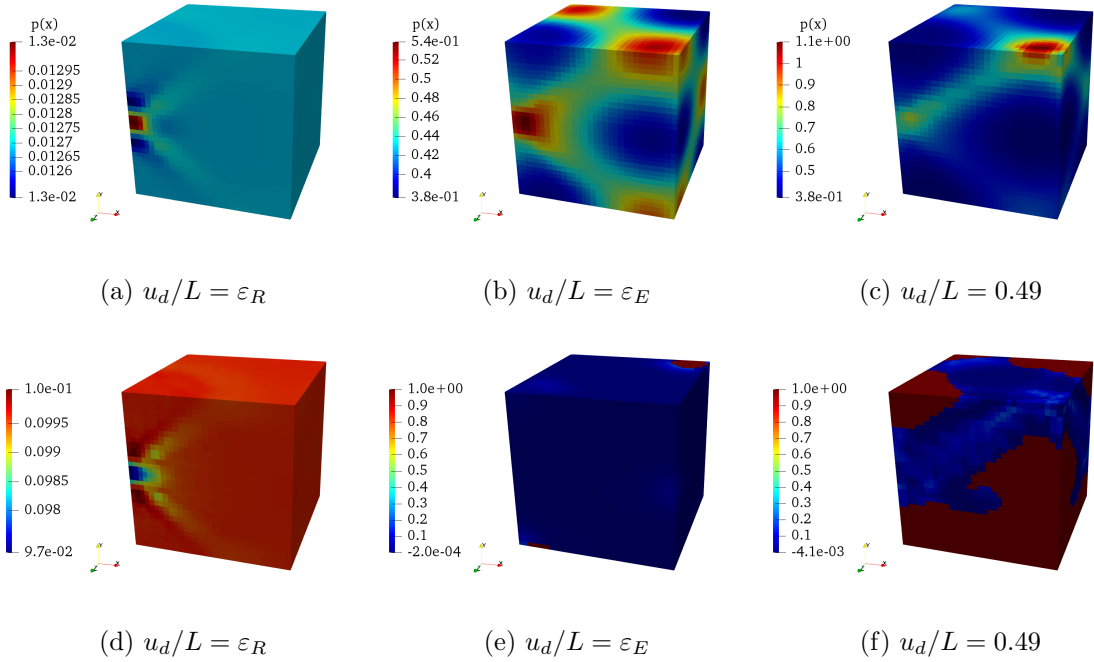 p(x)
1.3e-02
0.01295
0.0129
0.01285
0.0128
0.01275
0.0127
0.01265
0.0126
1.3e-02
Y
X
Z
p(x)
5.4e-01
0.52
0.5
0.48
0.46
0.44
0.42
0.4
3.8e-01
Y
X
Z
p(x)
1.1e+00
1
0.9
0.8
0.7
0.6
0.5
3.8e-01
Y
X
Z
(a) u_d/L = ε_R
(b) u_d/L = ε_E
(c) u_d/L = 0.49
1.0e-01
0.0995
0.099
0.0985
0.098
9.7e-02
Y
X
Z
1.0e+00
0.9
0.8
0.7
0.6
0.5
0.4
0.3
0.2
0.1
-2.0e-04
Y
X
Z
1.0e+00
0.9
0.8
0.7
0.6
0.5
0.4
0.3
0.2
0.1
-4.1e-03
Y
X
Z
(d) u_d/L = ε_R
(e) u_d/L = ε_E
(f) u_d/L = 0.49